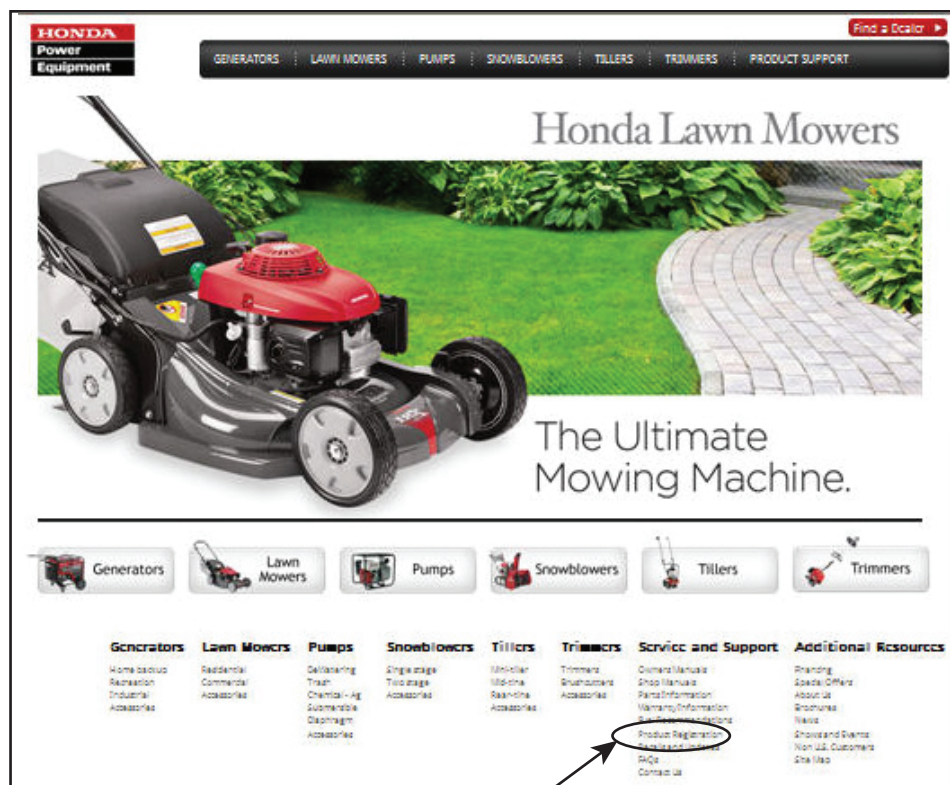 HONDA
Power
Equipment
Find a Dealer
GENERATORS LAWN MOWERS PUMPS SNOWBLOWERS TILLERS TRIMMERS PRODUCT SUPPORT
Honda Lawn Mowers
The Ultimate
Mowing Machine.
Generators
Lawn
Mowers
Pumps
Snowblowers
Tillers
Trimmers
Generators
Home backup
Recreation
Industrial
Accessories
Lawn Mowers
Residential
Commercial
Accessories
Pumps
DeWatering
Trash
Chemical - Ag
Submersible
Diaphragm
Accessories
Snowblowers
Single stage
Two stage
Accessories
Tillers
Mini-tiller
Mid-tine
Rear-tine
Accessories
Trimmers
Trimmers
Brushcutters
Accessories
Service and Support
Owners Manuals
Shop Manuals
Parts Information
Warranty Information
Fuel Recommendations
Product Registration
Recalls and Updates
FAQs
Contact Us
Additional Resources
Financing
Special Offers
About Us
Brochures
News
Shows and Events
Non U.S. Customers
Site Map